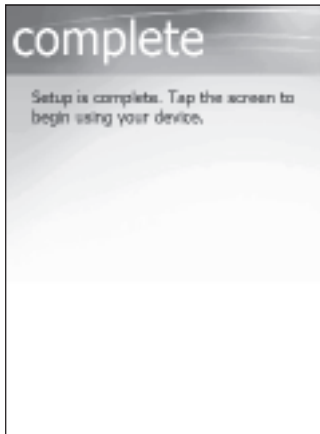 complete
Setup is complete. Tap the screen to
begin using your device.